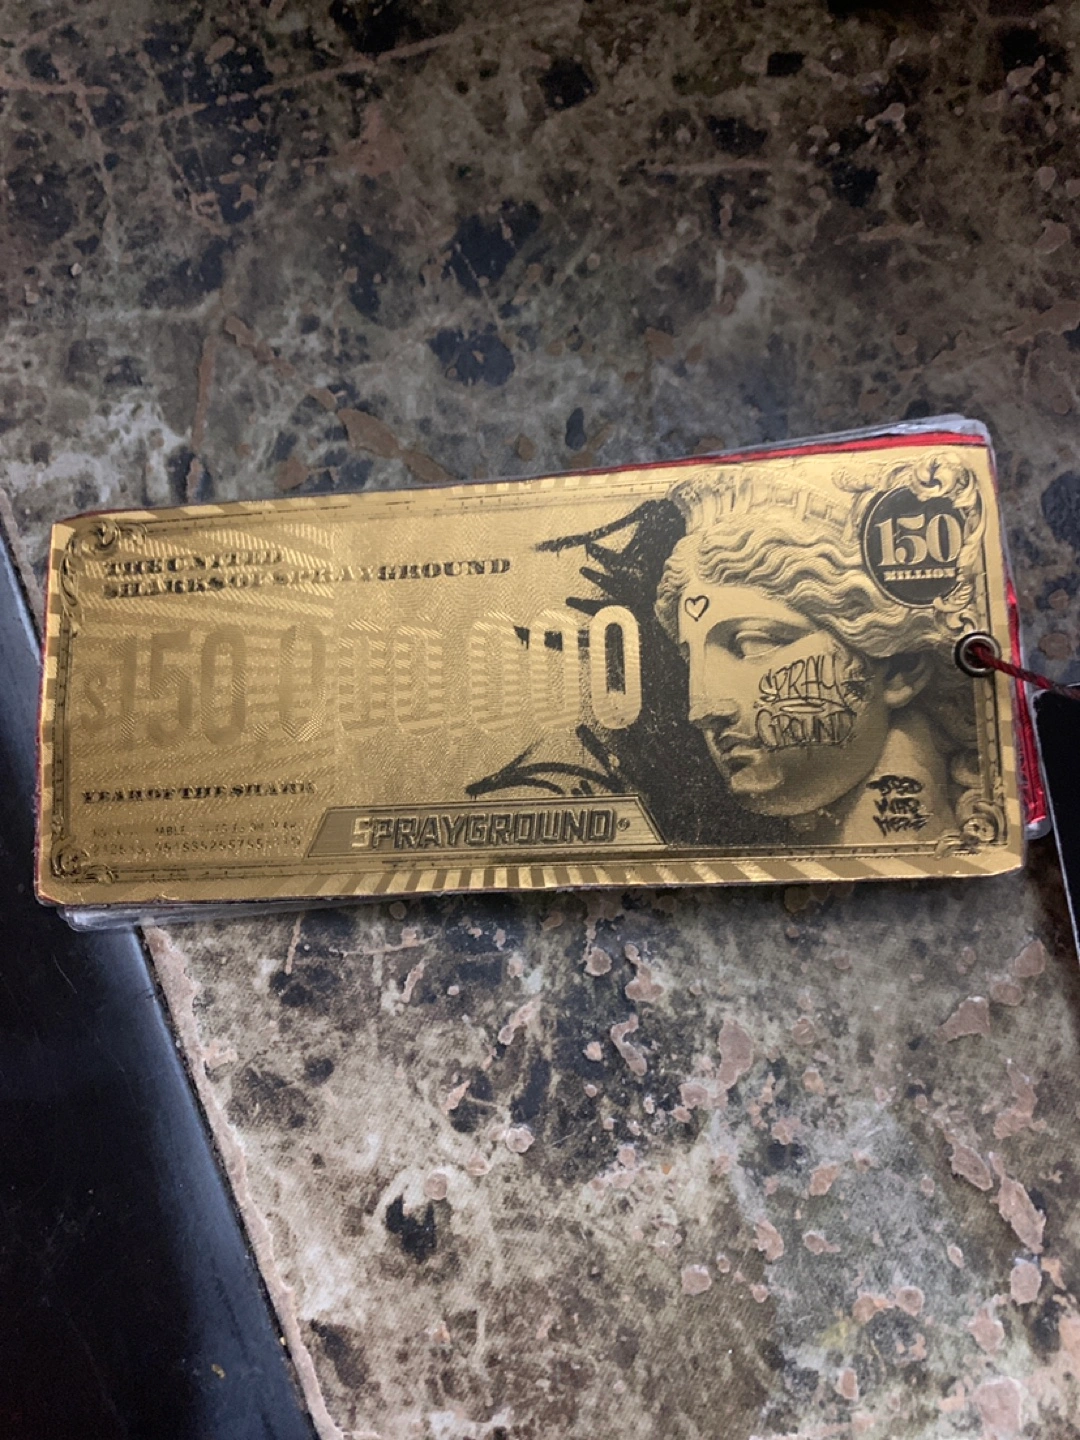 THE UNITED
SHARKS OF SPRAYGROUND
150
MILLION
$150,000,000
SPRAY
GROUND
YEAR OF THE SHARK
SPRAYGROUND®